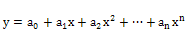 y = a₀ + a₁x + a₂x² + ⋯ + aₙxⁿ